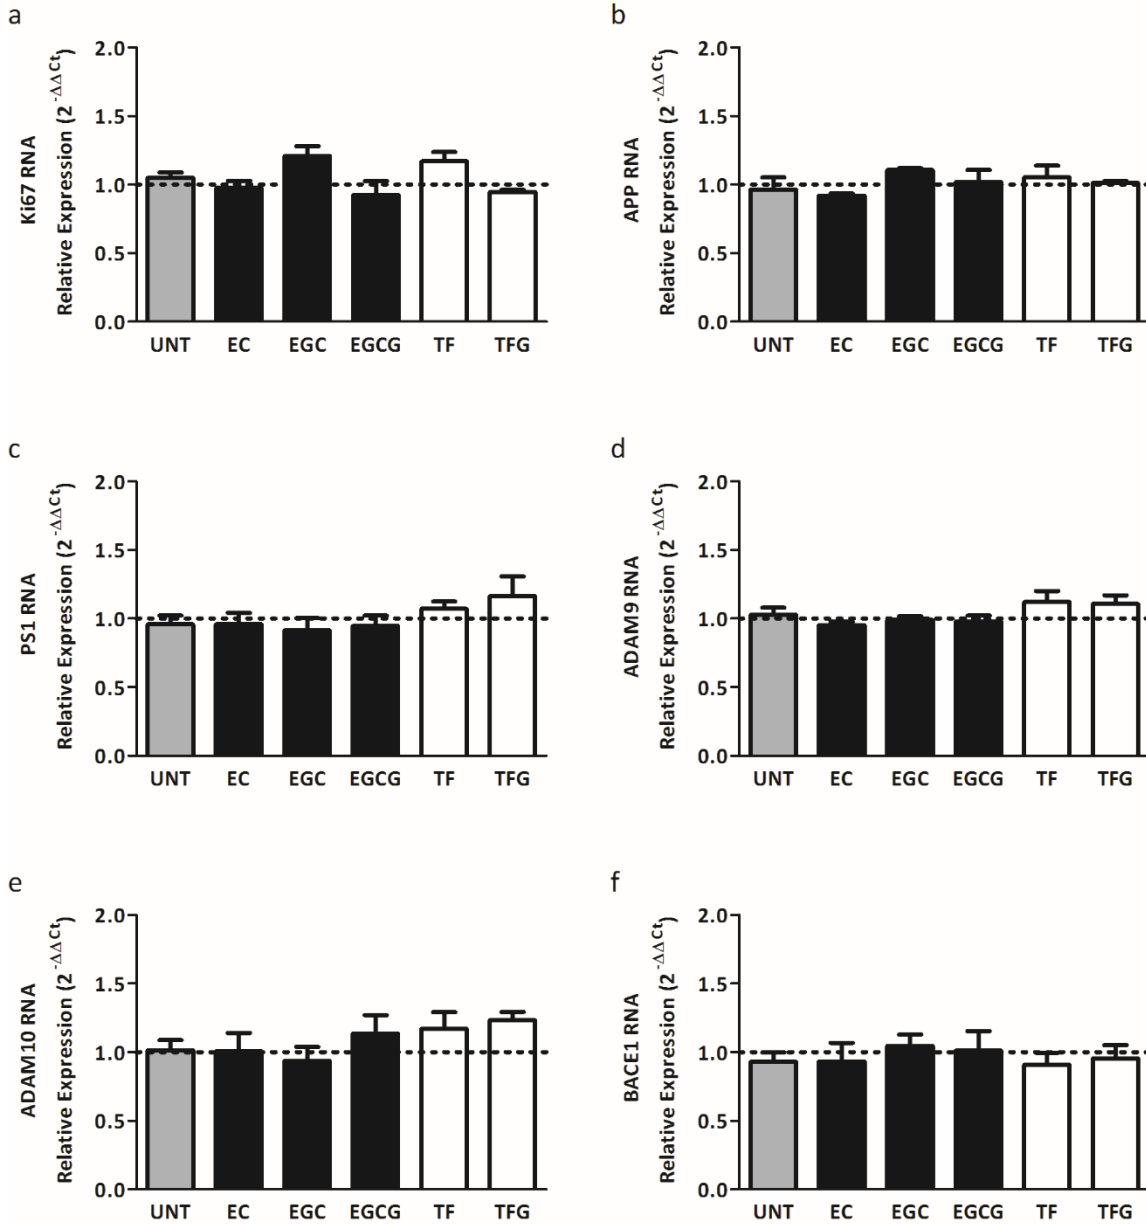 a
Ki67 RNA
Relative Expression (2^-ΔΔCt)
2.0
1.5
1.0
0.5
0.0
UNT EC EGC EGCG TF TFG
b
APP RNA
Relative Expression (2^-ΔΔCt)
2.0
1.5
1.0
0.5
0.0
UNT EC EGC EGCG TF TFG
c
PS1 RNA
Relative Expression (2^-ΔΔCt)
2.0
1.5
1.0
0.5
0.0
UNT EC EGC EGCG TF TFG
d
ADAM9 RNA
Relative Expression (2^-ΔΔCt)
2.0
1.5
1.0
0.5
0.0
UNT EC EGC EGCG TF TFG
e
ADAM10 RNA
Relative Expression (2^-ΔΔCt)
2.0
1.5
1.0
0.5
0.0
UNT EC EGC EGCG TF TFG
f
BACE1 RNA
Relative Expression (2^-ΔΔCt)
2.0
1.5
1.0
0.5
0.0
UNT EC EGC EGCG TF TFG